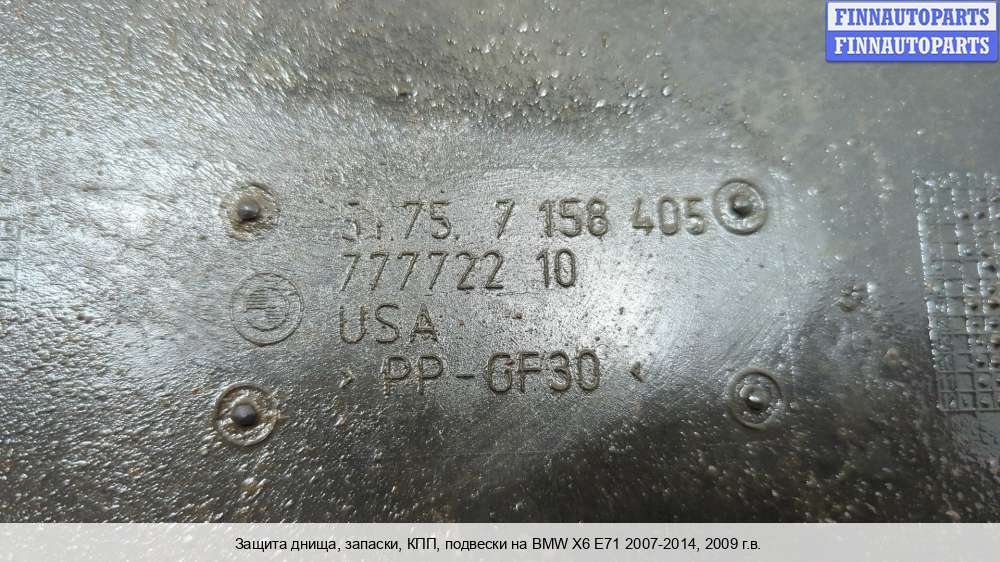 FINNAUTOPARTS
FINNAUTOPARTS
51.75. 7 158 405
777722 10
USA
> PP-GF30 <
Защита днища, запаски, КПП, подвески на BMW X6 E71 2007-2014, 2009 г.в.